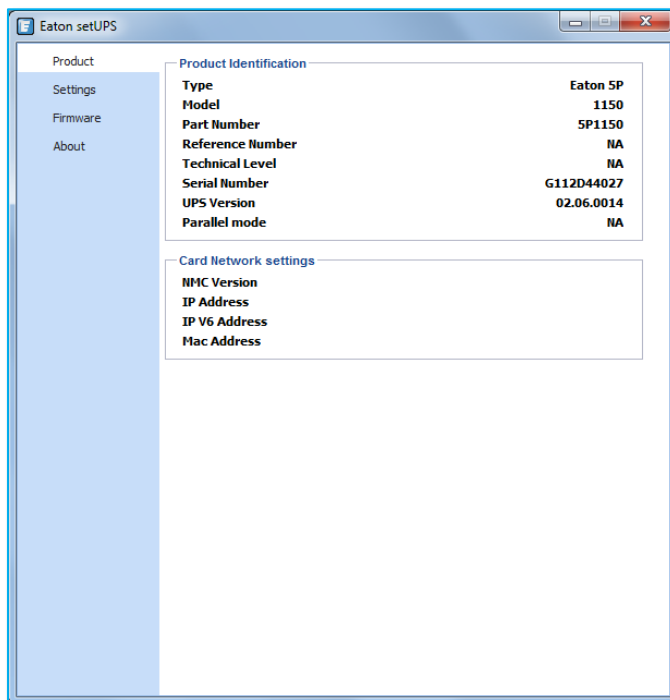 Eaton setUPS
Product
Settings
Firmware
About
Product Identification
Type Eaton 5P
Model 1150
Part Number 5P1150
Reference Number NA
Technical Level NA
Serial Number G112D44027
UPS Version 02.06.0014
Parallel mode NA
Card Network settings
NMC Version
IP Address
IP V6 Address
Mac Address